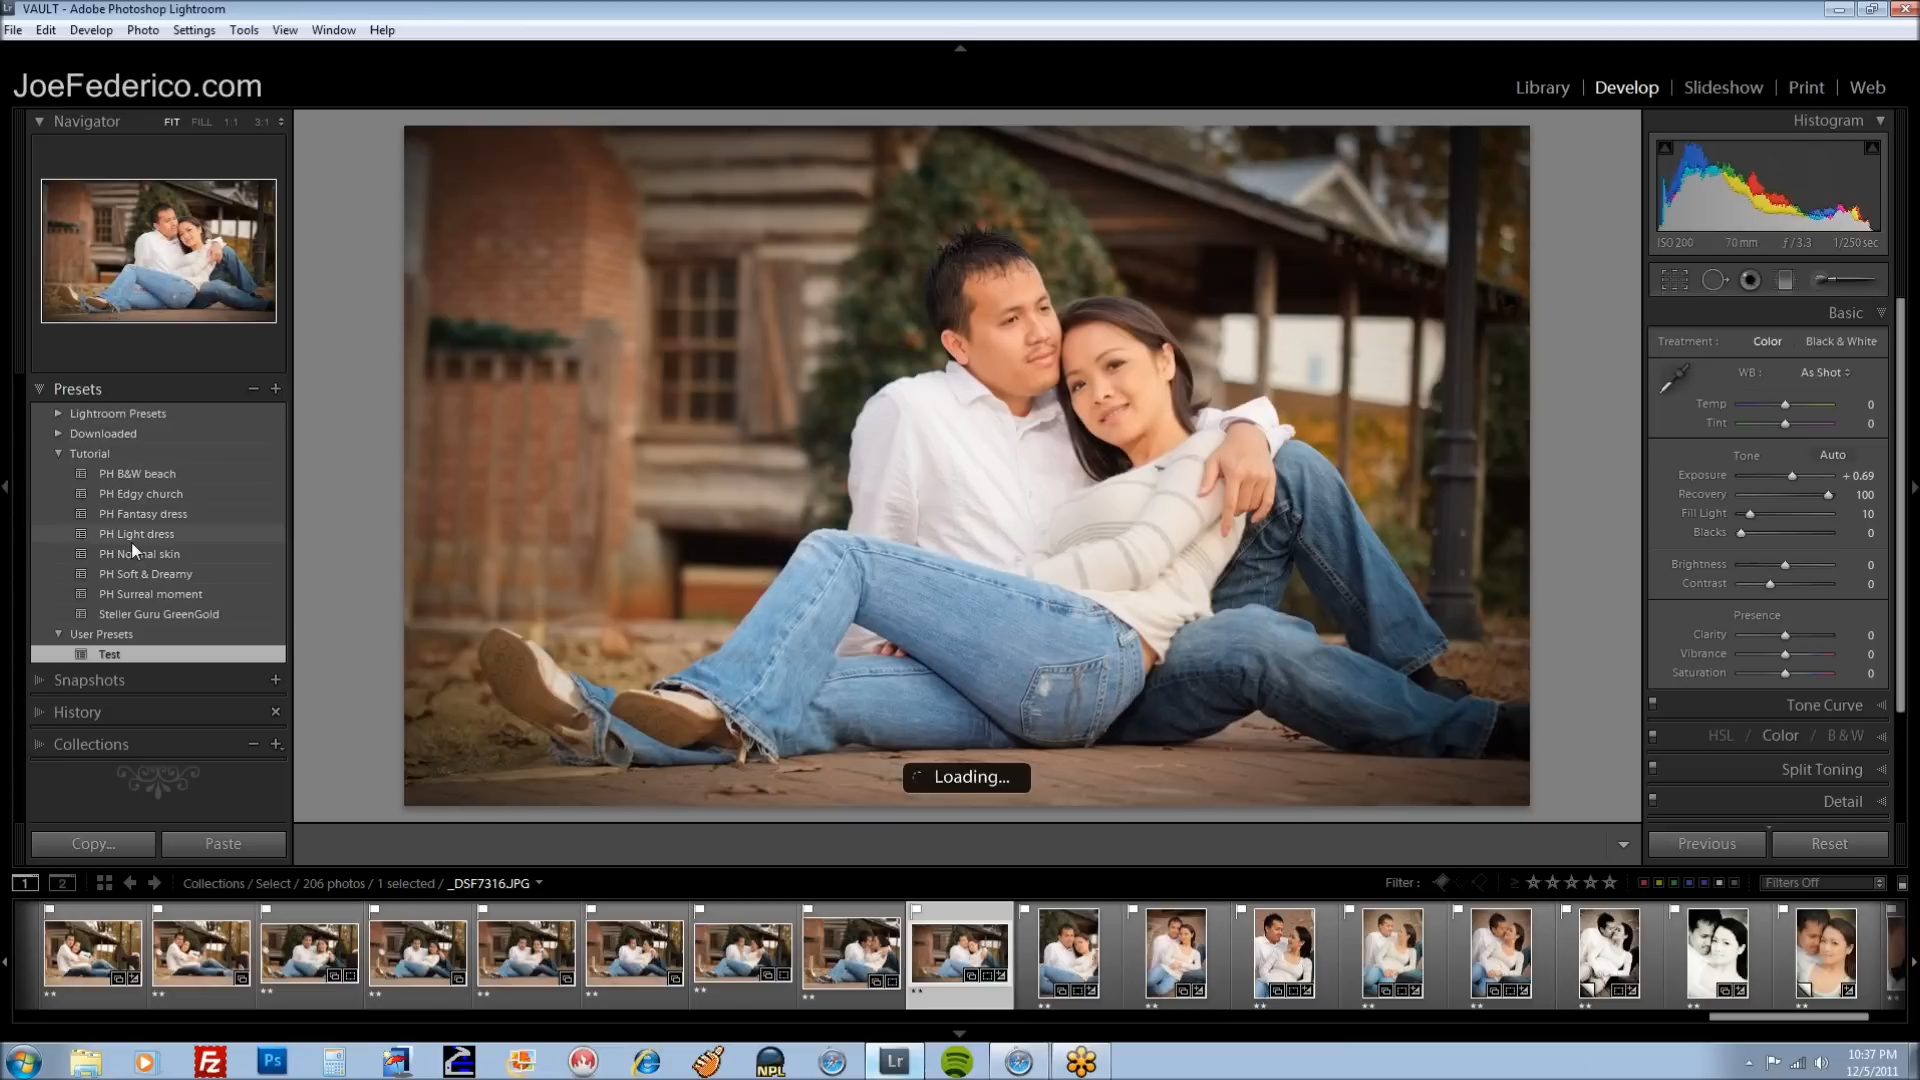 VAULT - Adobe Photoshop Lightroom
File Edit Develop Photo Settings Tools View Window Help
JoeFederico.com
Library | Develop | Slideshow | Print | Web
Navigator FIT FILL 1:1 3:1
Presets
Lightroom Presets
Downloaded
Tutorial
PH B&W beach
PH Edgy church
PH Fantasy dress
PH Light dress
PH Normal skin
PH Soft & Dreamy
PH Surreal moment
Steller Guru GreenGold
User Presets
Test
Snapshots
History
Collections
Copy... Paste
Loading...
Histogram
ISO 200 70 mm ƒ / 3.3 1/250 sec
Basic
Treatment : Color Black & White
WB : As Shot
Temp 0
Tint 0
Tone Auto
Exposure + 0.69
Recovery 100
Fill Light 10
Blacks 0
Brightness 0
Contrast 0
Presence
Clarity 0
Vibrance 0
Saturation 0
Tone Curve
HSL / Color / B & W
Split Toning
Detail
Previous Reset
1 2 Collections / Select / 206 photos / 1 selected / _DSF7316.JPG
Filter : Filters Off
Ps NPL Lr
10:37 PM
12/5/2011